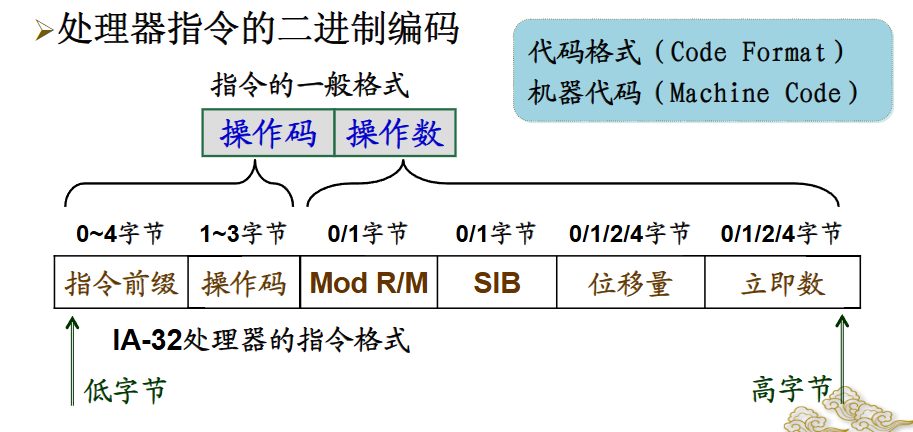 ➢处理器指令的二进制编码
代码格式（Code Format）
机器代码（Machine Code）
指令的一般格式
操作码 操作数
0~4字节 1~3字节 0/1字节 0/1字节 0/1/2/4字节 0/1/2/4字节
指令前缀 操作码 Mod R/M SIB 位移量 立即数
IA-32处理器的指令格式
低字节 高字节